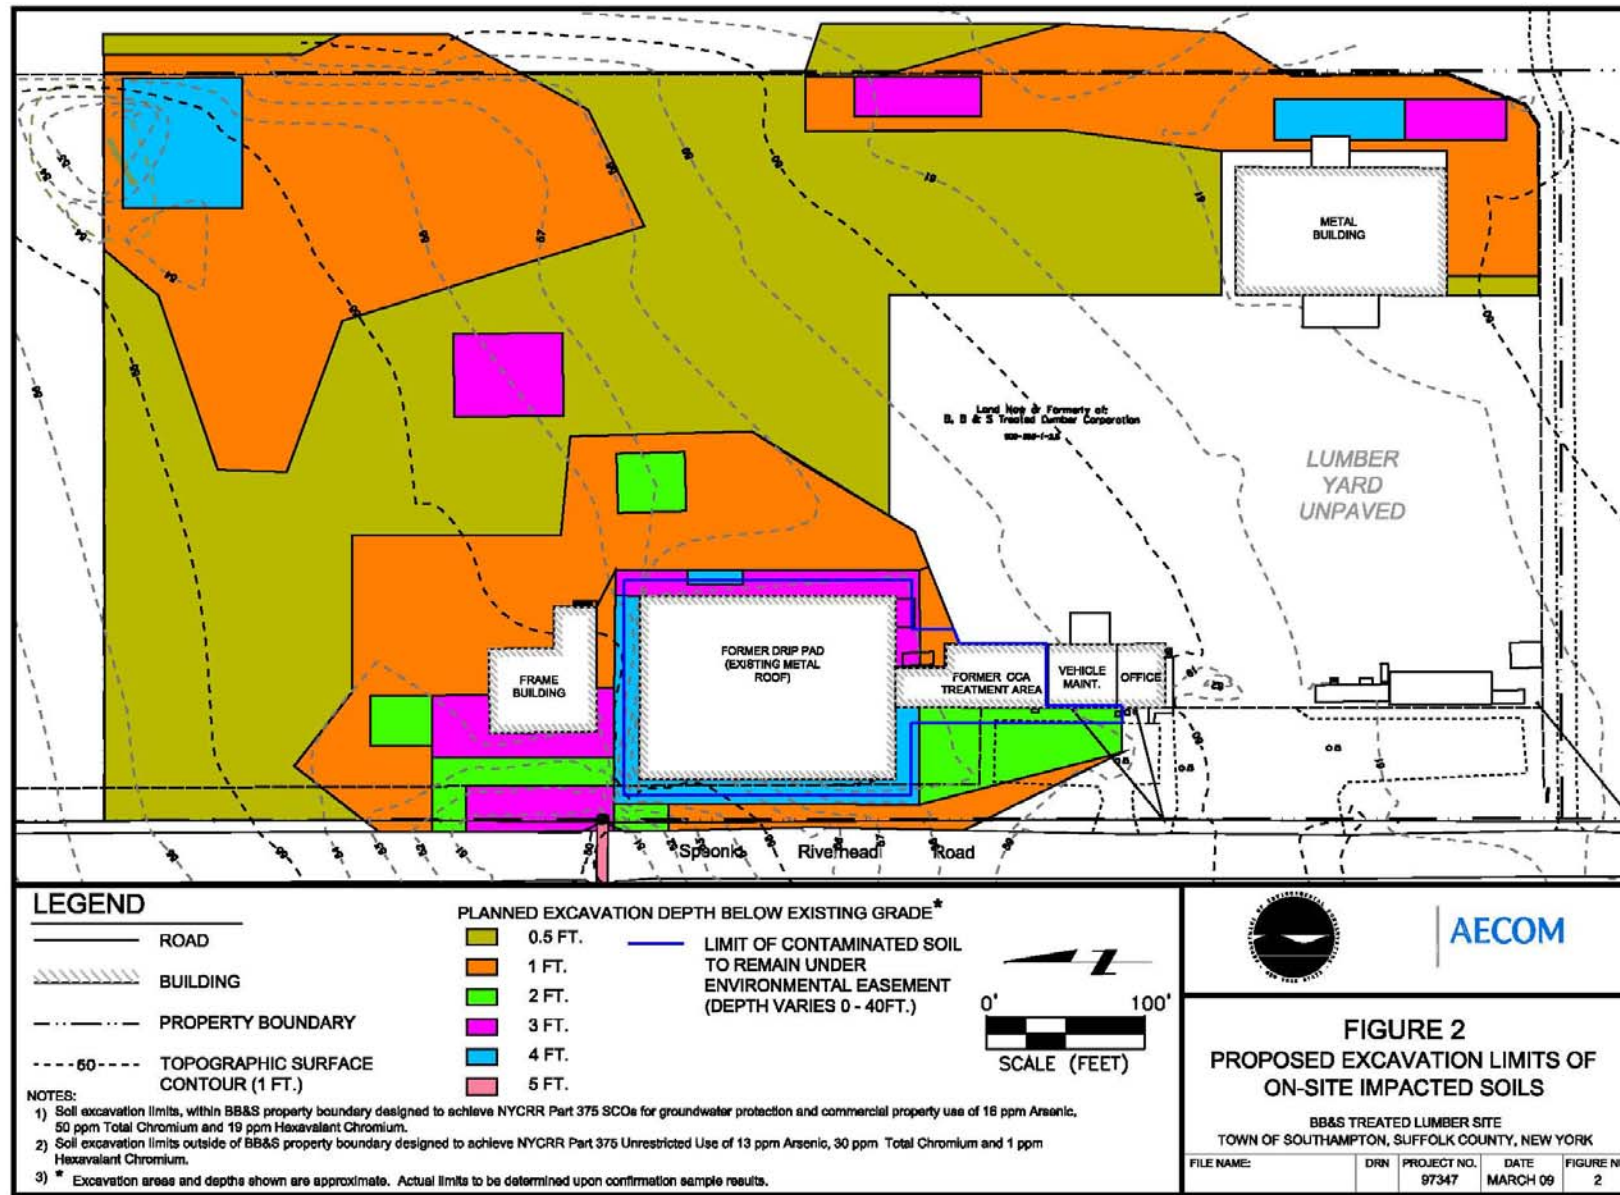 METAL
BUILDING
Land Now or Formerly of:
B, B & S Treated Lumber Corporation
LUMBER
YARD
UNPAVED
FORMER DRIP PAD
(EXISTING METAL
ROOF)
FRAME
BUILDING
FORMER CCA
TREATMENT AREA
VEHICLE
MAINT.
OFFICE
Speonk Riverhead Road
LEGEND
ROAD
BUILDING
PROPERTY BOUNDARY
60
TOPOGRAPHIC SURFACE
CONTOUR (1 FT.)
PLANNED EXCAVATION DEPTH BELOW EXISTING GRADE*
0.5 FT.
1 FT.
2 FT.
3 FT.
4 FT.
5 FT.
LIMIT OF CONTAMINATED SOIL
TO REMAIN UNDER
ENVIRONMENTAL EASEMENT
(DEPTH VARIES 0 - 40FT.)
Z
0' 100'
SCALE (FEET)
NOTES:
1) Soil excavation limits, within BB&S property boundary designed to achieve NYCRR Part 375 SCOs for groundwater protection and commercial property use of 16 ppm Arsenic,
50 ppm Total Chromium and 19 ppm Hexavalant Chromium.
2) Soil excavation limits outside of BB&S property boundary designed to achieve NYCRR Part 375 Unrestricted Use of 13 ppm Arsenic, 30 ppm Total Chromium and 1 ppm
Hexavalant Chromium.
3) * Excavation areas and depths shown are approximate. Actual limits to be determined upon confirmation sample results.
AECOM
FIGURE 2
PROPOSED EXCAVATION LIMITS OF
ON-SITE IMPACTED SOILS
BB&S TREATED LUMBER SITE
TOWN OF SOUTHAMPTON, SUFFOLK COUNTY, NEW YORK
FILE NAME: DRN PROJECT NO. DATE FIGURE
97347 MARCH 09 2